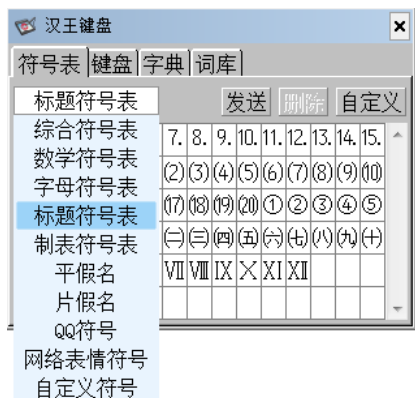 汉王键盘
符号表 键盘 字典 词库
标题符号表 发送 删除 自定义
综合符号表
数学符号表
字母符号表
标题符号表
制表符号表
平假名
片假名
QQ符号
网络表情符号
自定义符号
7. 8. 9. 10. 11. 12. 13. 14. 15.
⑵ ⑶ ⑷ ⑸ ⑹ ⑺ ⑻ ⑼ ⑽
⒄ ⒅ ⒆ ⒇ ① ② ③ ④ ⑤
㈡ ㈢ ㈣ ㈤ ㈥ ㈦ ㈧ ㈨ ㈩
Ⅶ Ⅷ Ⅸ Ⅹ Ⅺ Ⅻ